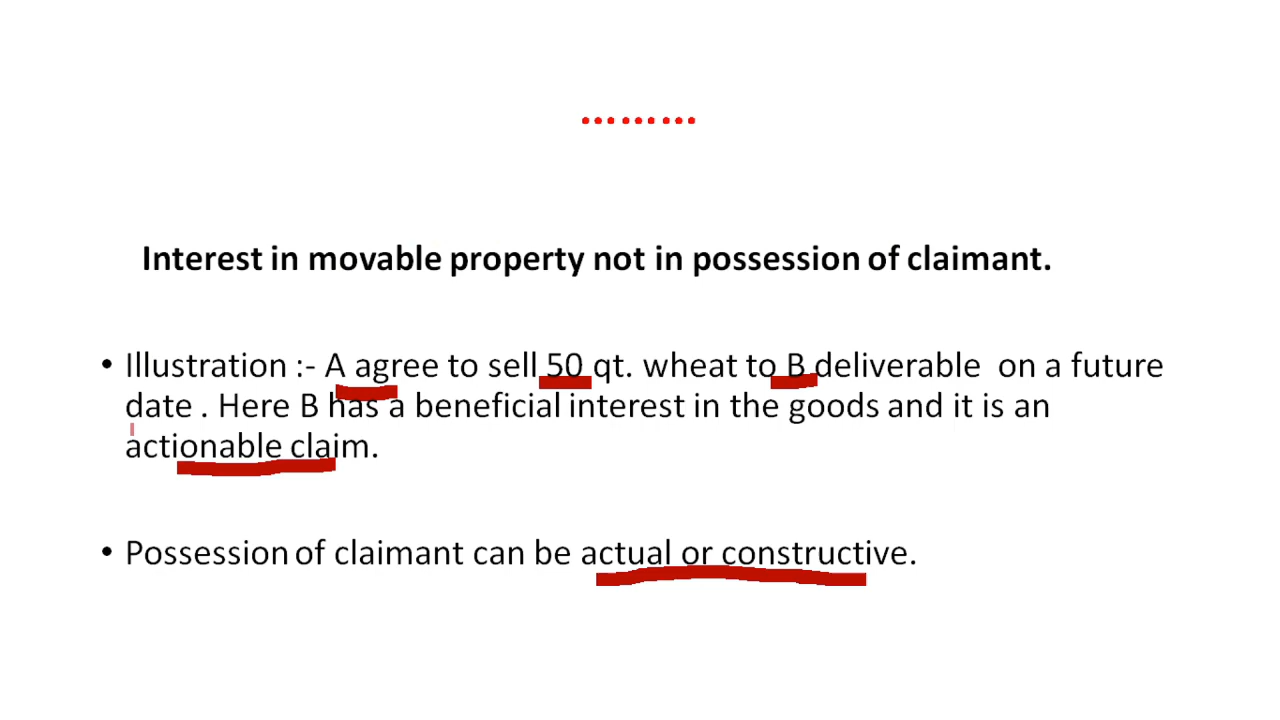 ………
Interest in movable property not in possession of claimant.
• Illustration :- A agree to sell 50 qt. wheat to B deliverable on a future
date . Here B has a beneficial interest in the goods and it is an
actionable claim.
• Possession of claimant can be actual or constructive.